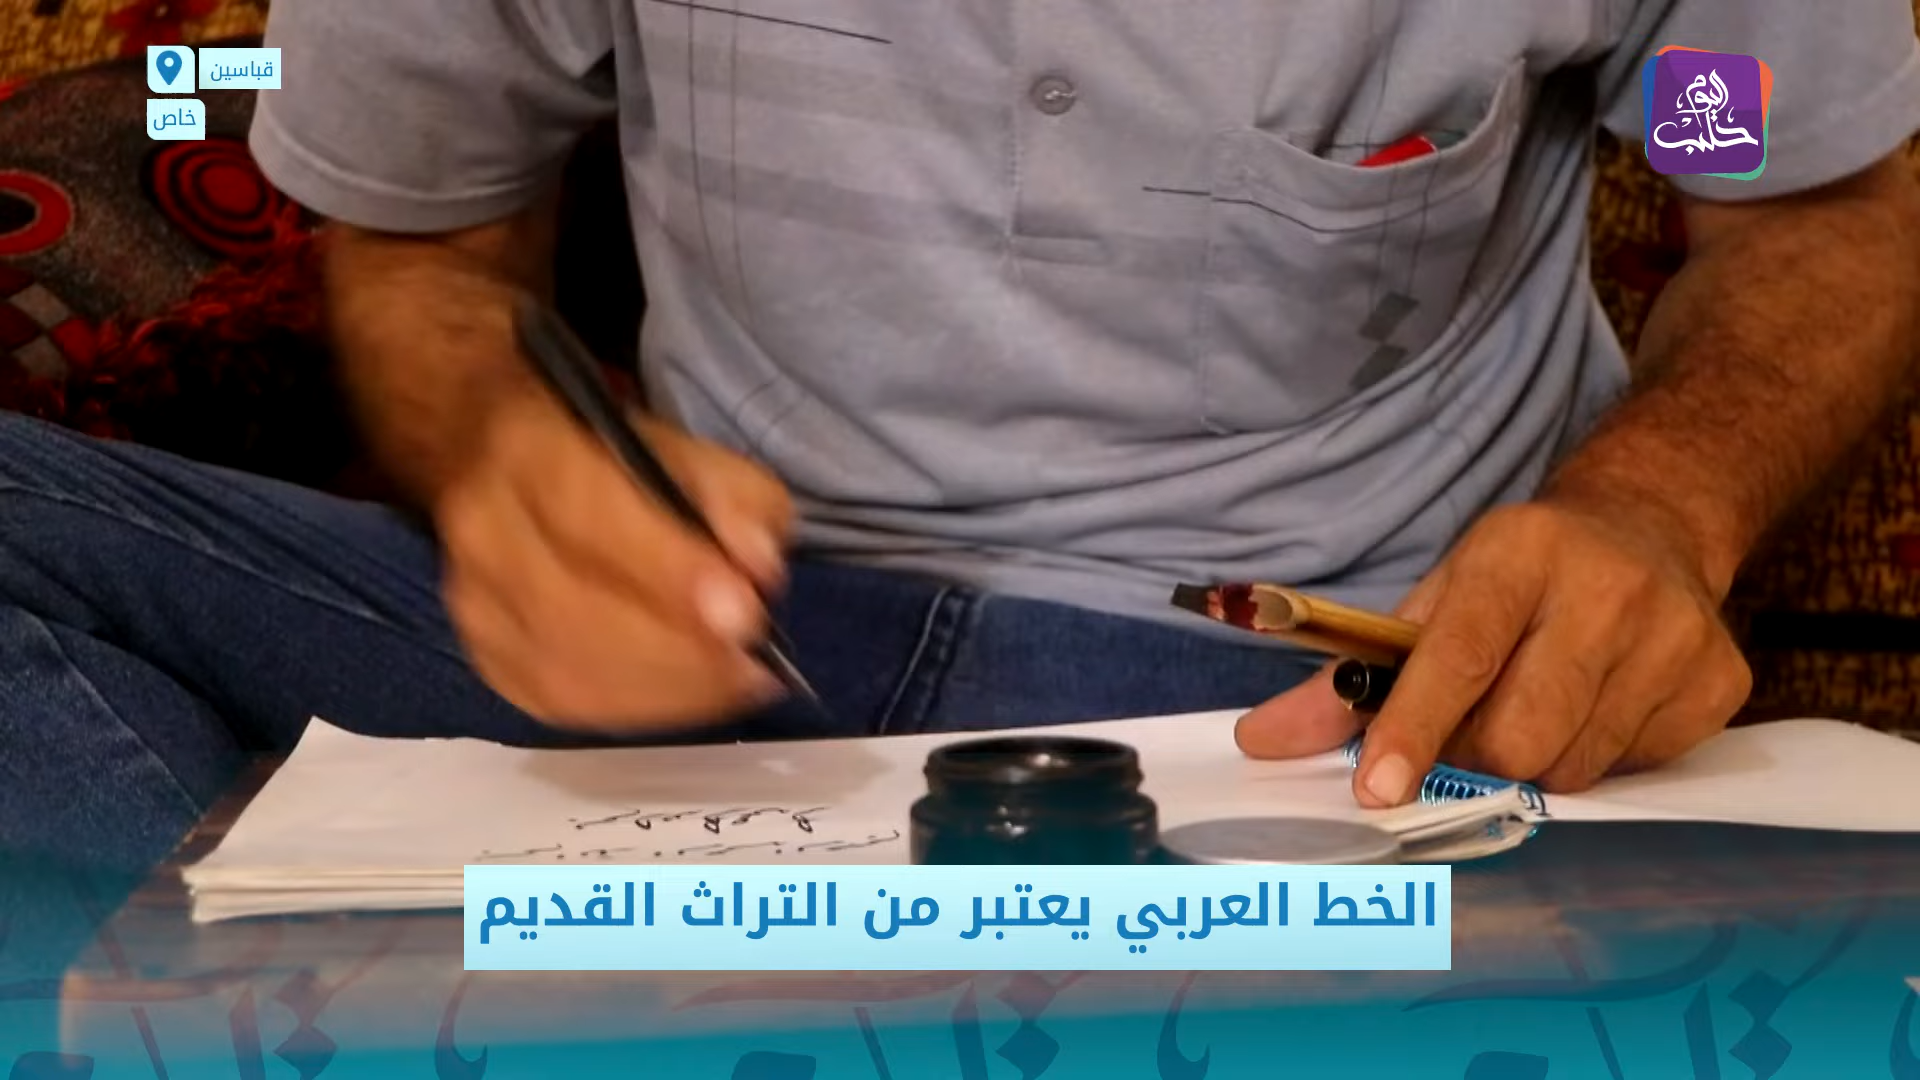 قباسين
خاص
حلب اليوم
الخط العربي يعتبر من التراث القديم